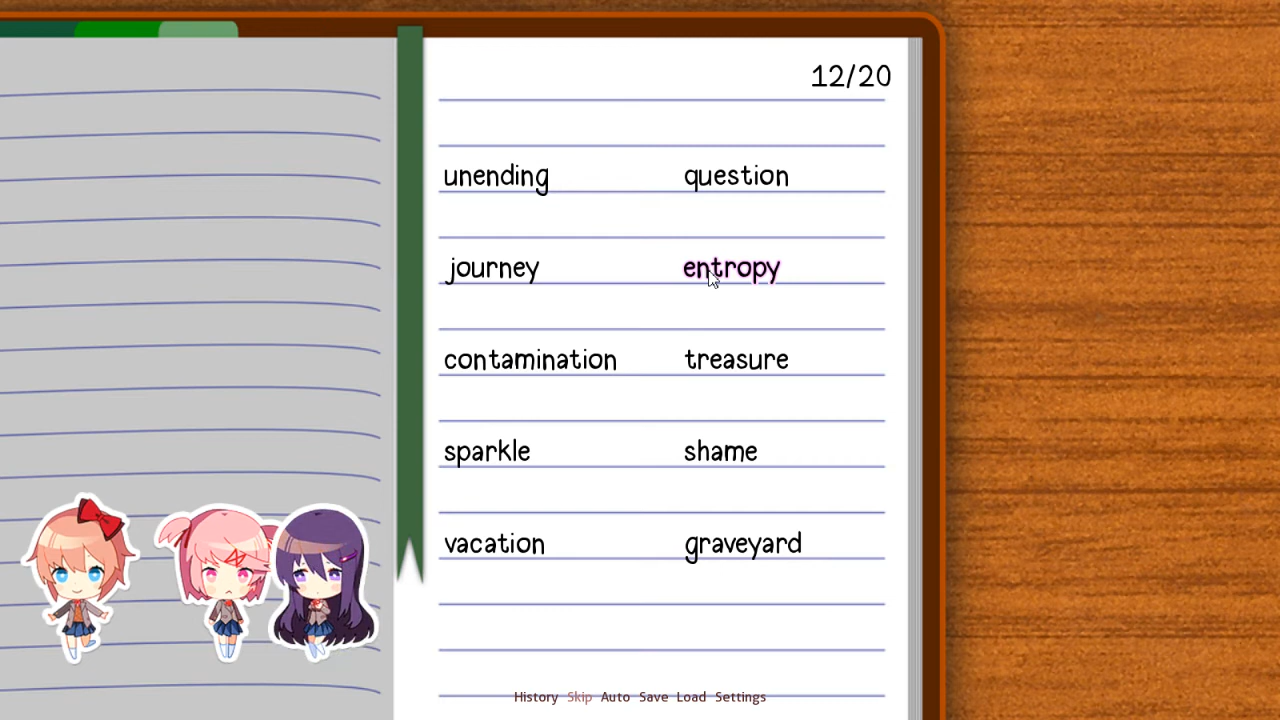 12/20
unending question
journey entropy
contamination treasure
sparkle shame
vacation graveyard
History Skip Auto Save Load Settings